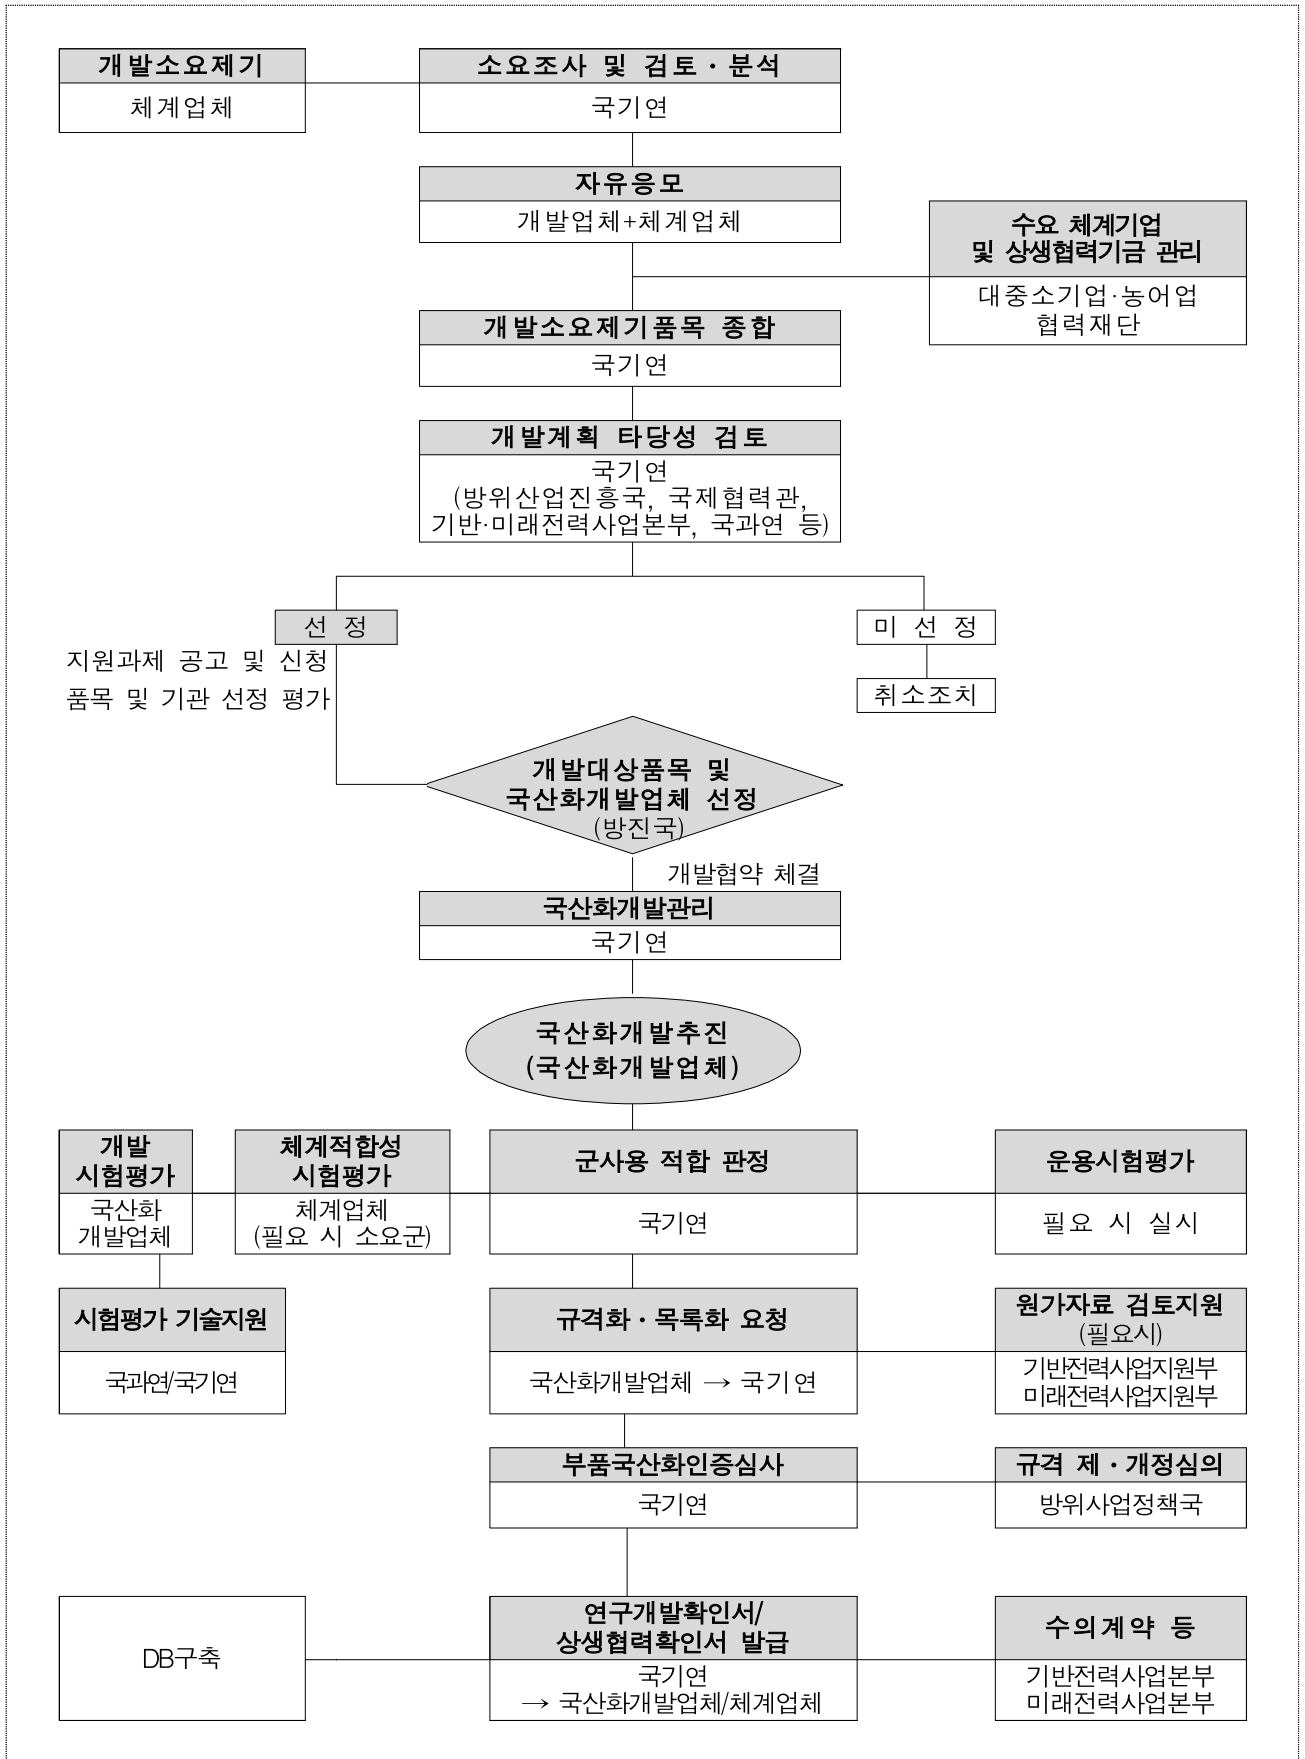 개발소요제기
체계업체
소요조사 및 검토·분석
국기연
자유응모
개발업체+체계업체
수요 체계기업
및 상생협력기금 관리
대중소기업·농어업
협력재단
개발소요제기품목 종합
국기연
개발계획 타당성 검토
국기연
(방위산업진흥국, 국제협력관,
기반·미래전력사업본부, 국과연 등)
선 정
미 선 정
지원과제 공고 및 신청
품목 및 기관 선정 평가
취소조치
개발대상품목 및
국산화개발업체 선정
(방진국)
개발협약 체결
국산화개발관리
국기연
국산화개발추진
(국산화개발업체)
개발
시험평가
국산화
개발업체
체계적합성
시험평가
체계업체
(필요 시 소요군)
군사용 적합 판정
국기연
운용시험평가
필요 시 실시
시험평가 기술지원
국과연/국기연
규격화·목록화 요청
국산화개발업체 → 국기연
원가자료 검토지원
(필요시)
기반전력사업지원부
미래전력사업지원부
부품국산화인증심사
국기연
규격 제·개정심의
방위사업정책국
DB구축
연구개발확인서/
상생협력확인서 발급
국기연
→ 국산화개발업체/체계업체
수의계약 등
기반전력사업본부
미래전력사업본부